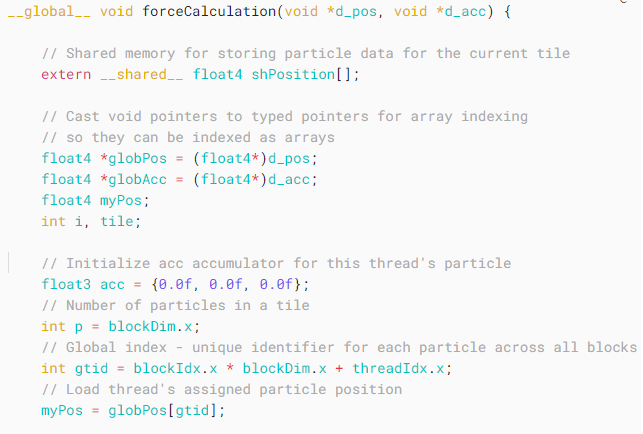 __global__ void forceCalculation(void *d_pos, void *d_acc) {
// Shared memory for storing particle data for the current tile
extern __shared__ float4 shPosition[];
// Cast void pointers to typed pointers for array indexing
// so they can be indexed as arrays
float4 *globPos = (float4*)d_pos;
float4 *globAcc = (float4*)d_acc;
float4 myPos;
int i, tile;
// Initialize acc accumulator for this thread's particle
float3 acc = {0.0f, 0.0f, 0.0f};
// Number of particles in a tile
int p = blockDim.x;
// Global index - unique identifier for each particle across all blocks
int gtid = blockIdx.x * blockDim.x + threadIdx.x;
// Load thread's assigned particle position
myPos = globPos[gtid];